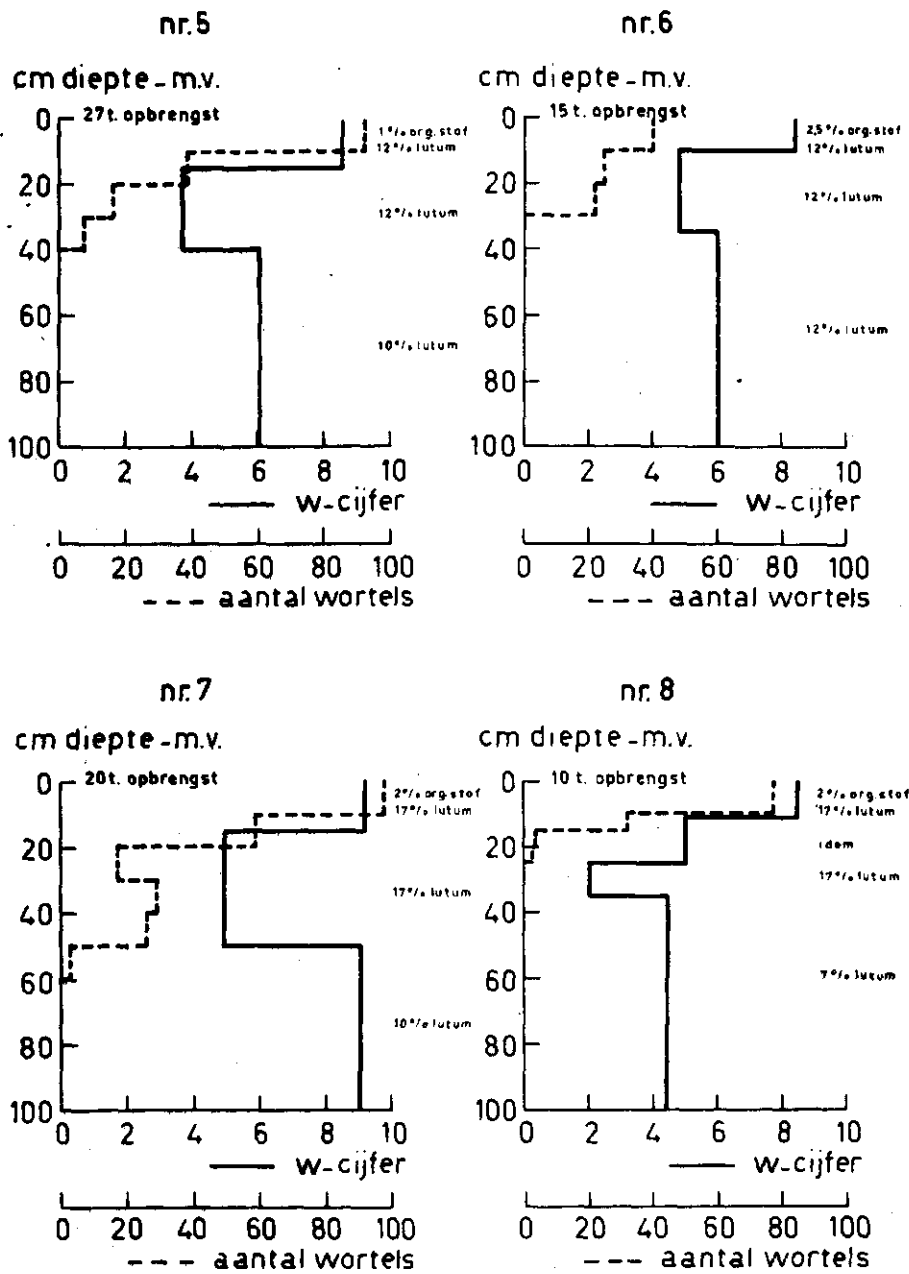 nr. 5
cm diepte - m.v.
27 t. opbrengst
0
20
40
60
80
100
1 % org. stof
12 % lutum
12 % lutum
10 % lutum
0 2 4 6 8 10
w-cijfer
0 20 40 60 80 100
aantal wortels
nr. 6
cm diepte - m.v.
15 t. opbrengst
0
20
40
60
80
100
2,5 % org. stof
12 % lutum
12 % lutum
12 % lutum
0 2 4 6 8 10
w-cijfer
0 20 40 60 80 100
aantal wortels
nr. 7
cm diepte - m.v.
20 t. opbrengst
0
20
40
60
80
100
2 % org. stof
17 % lutum
17 % lutum
10 % lutum
0 2 4 6 8 10
w-cijfer
0 20 40 60 80 100
aantal wortels
nr. 8
cm diepte - m.v.
10 t. opbrengst
0
20
40
60
80
100
2 % org. stof
17 % lutum
idem
17 % lutum
7 % lutum
0 2 4 6 8 10
w-cijfer
0 20 40 60 80 100
aantal wortels